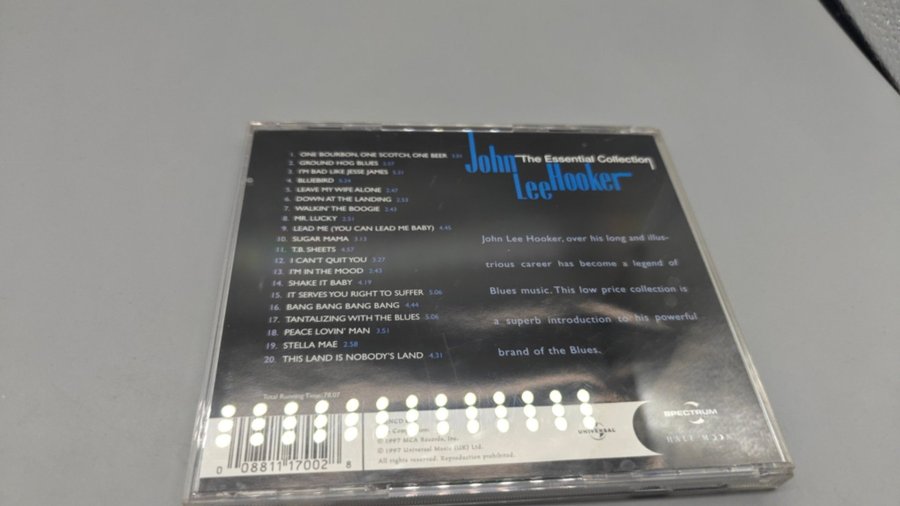 1. ONE BOURBON, ONE SCOTCH, ONE BEER
2. GROUND HOG BLUES
3. I'M BAD LIKE JESSE JAMES 5.31
4. BLUEBIRD
5. LEAVE MY WIFE ALONE 2.47
6. DOWN AT THE LANDING 2.55
7. WALKIN' THE BOOGIE 2.43
8. MR. LUCKY 2.51
9. LEAD ME (YOU CAN LEAD ME BABY) 4.45
10. SUGAR MAMA 3.13
11. T.B. SHEETS 4.57
12. I CAN'T QUIT YOU 3.27
13. I'M IN THE MOOD 2.43
14. SHAKE IT BABY 4.19
15. IT SERVES YOU RIGHT TO SUFFER 5.06
16. BANG BANG BANG BANG 4.44
17. TANTALIZING WITH THE BLUES 5.06
18. PEACE LOVIN' MAN 3.51
19. STELLA MAE 2.58
20. THIS LAND IS NOBODY'S LAND 4.31
Total Running Time: 78.07
The Essential Collection
John
Lee Hooker
John Lee Hooker, over his long and illus-
trious career has become a legend of
Blues music. This low price collection is
a superb introduction to his powerful
brand of the Blues.
© 1997 MCA Records, Inc.
© 1997 Universal Music (UK) Ltd.
All rights reserved. Reproduction prohibited.
0 08811 17002 8
UNIVERSAL
SPECTRUM